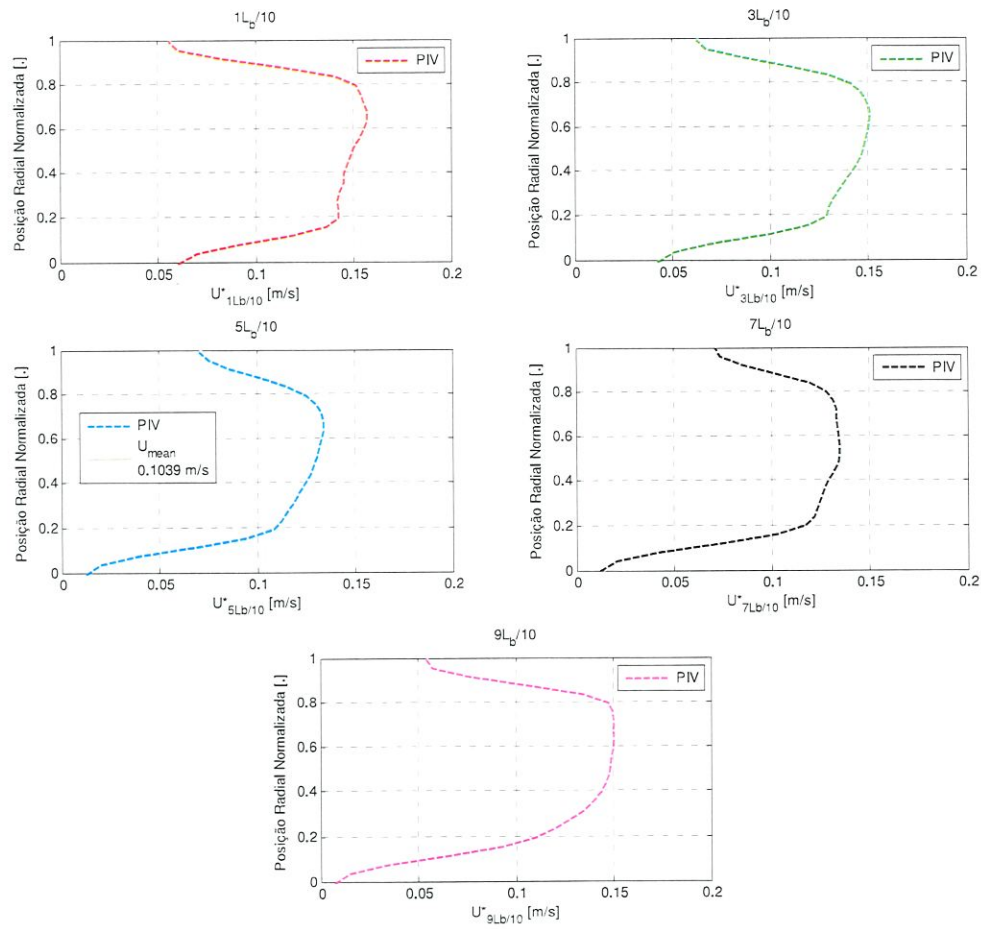 1L_b/10
Posição Radial Normalizada [.]
1
0.8
0.6
0.4
0.2
0
0 0.05 0.1 0.15 0.2
U*_1Lb/10 [m/s]
PIV
3L_b/10
Posição Radial Normalizada [.]
1
0.8
0.6
0.4
0.2
0
0 0.05 0.1 0.15 0.2
U*_3Lb/10 [m/s]
PIV
5L_b/10
Posição Radial Normalizada [.]
1
0.8
0.6
0.4
0.2
0
0 0.05 0.1 0.15 0.2
U*_5Lb/10 [m/s]
PIV
U_mean
0.1039 m/s
7L_b/10
Posição Radial Normalizada [.]
1
0.8
0.6
0.4
0.2
0
0 0.05 0.1 0.15 0.2
U*_7Lb/10 [m/s]
PIV
9L_b/10
Posição Radial Normalizada [.]
1
0.8
0.6
0.4
0.2
0
0 0.05 0.1 0.15 0.2
U*_9Lb/10 [m/s]
PIV